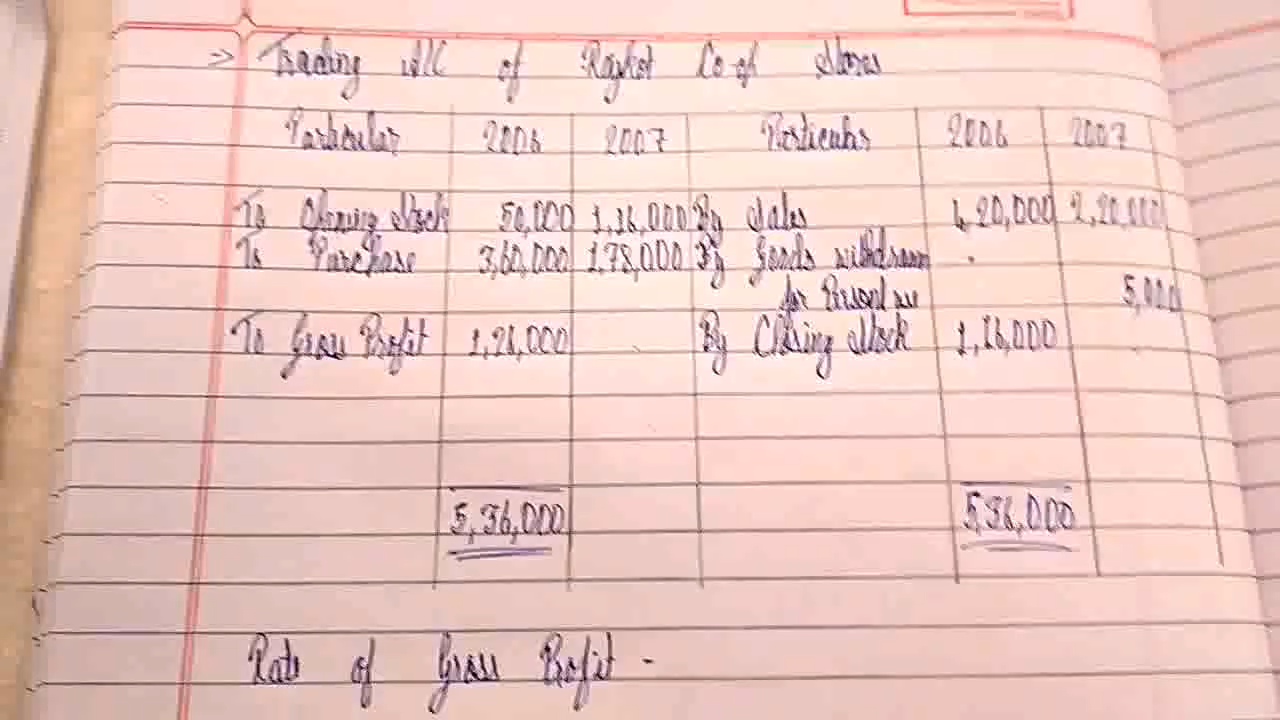 → Trading A/C of Rajkot Co-op Stores
Particular 2006 2007 Particulars 2006 2007
To Opening Stock 50,000 1,16,000 By Sales 4,20,000 2,20,000
To Purchase 3,60,000 1,78,000 By Goods withdrawn
for Personal use 5,000
To Gross Profit 1,26,000 By Closing Stock 1,16,000
5,36,000 5,36,000
Rate of Gross Profit -